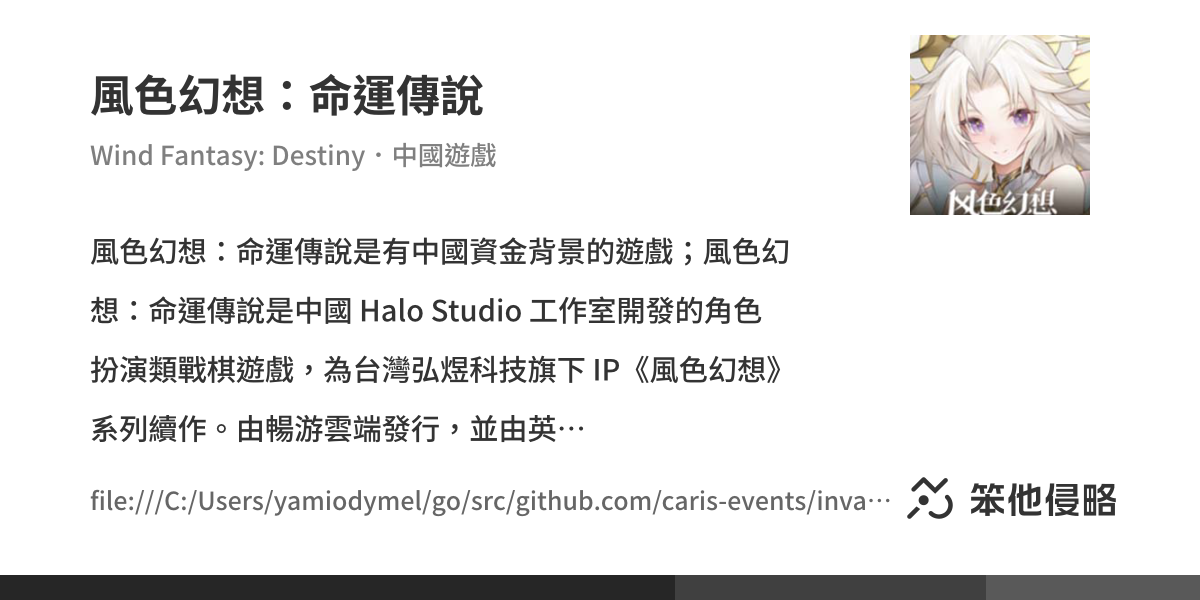 風色幻想：命運傳說
Wind Fantasy: Destiny・中國遊戲
风色幻想
風色幻想：命運傳說是有中國資金背景的遊戲；風色幻
想：命運傳說是中國 Halo Studio 工作室開發的角色
扮演類戰棋遊戲，為台灣弘煜科技旗下 IP《風色幻想》
系列續作。由暢游雲端發行，並由英⋯
file:///C:/Users/yamiodymel/go/src/github.com/caris-events/inva⋯
笨他侵略